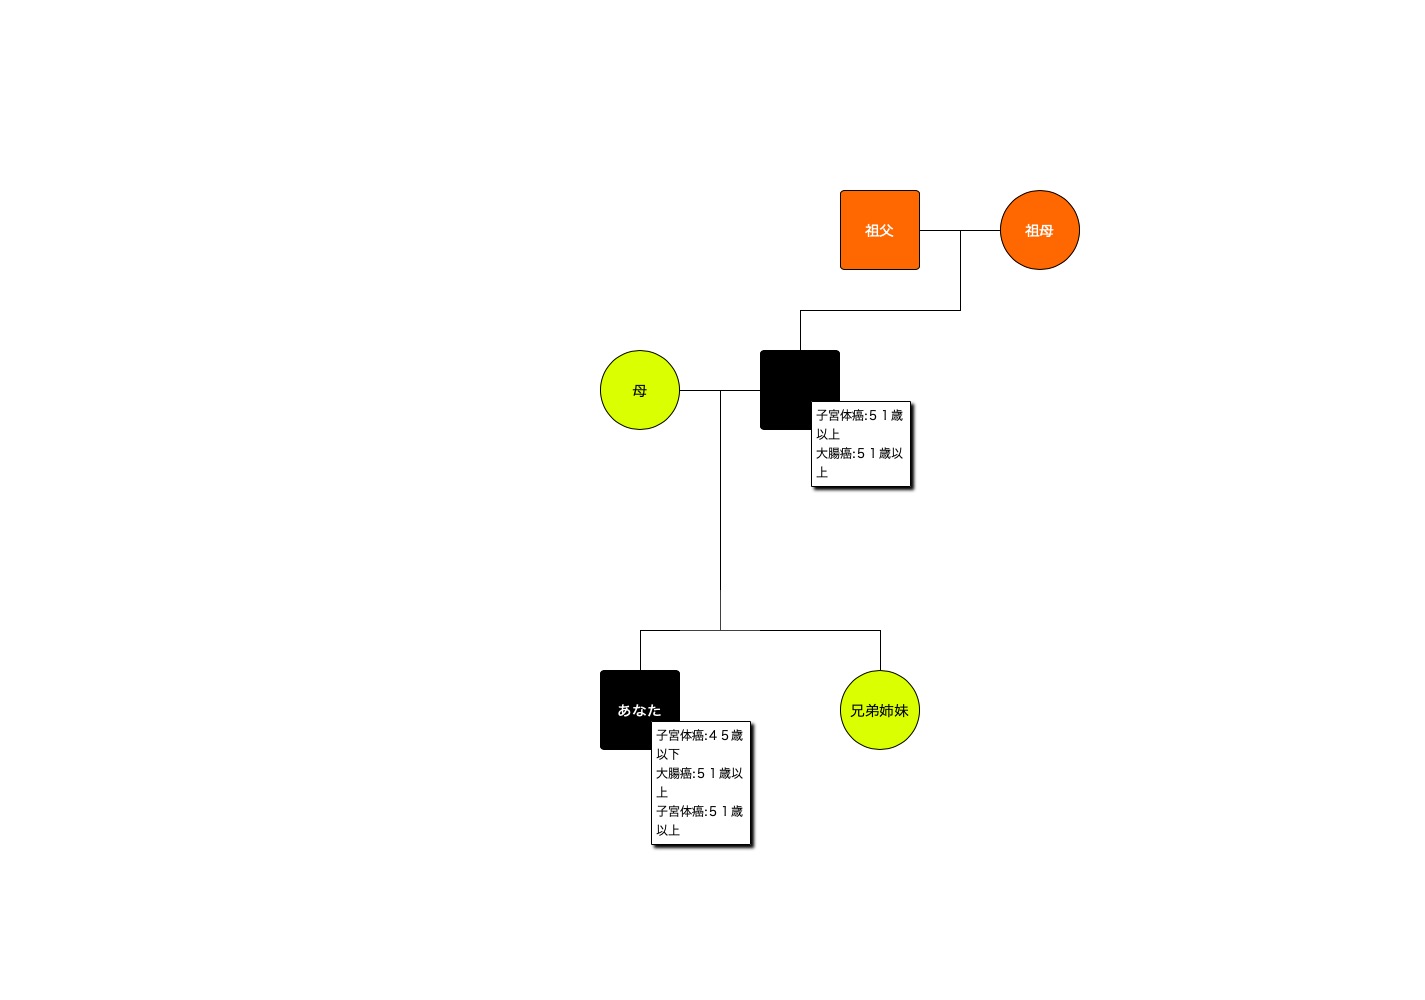 祖父
祖母
母
子宮体癌:５１歳
以上
大腸癌:５１歳以
上
あなた
兄弟姉妹
子宮体癌:４５歳
以下
大腸癌:５１歳以
上
子宮体癌:５１歳
以上